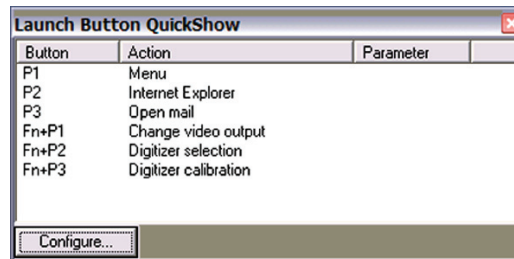 Launch Button QuickShow
Button Action Parameter
P1 Menu
P2 Internet Explorer
P3 Open mail
Fn+P1 Change video output
Fn+P2 Digitizer selection
Fn+P3 Digitizer calibration
Configure...